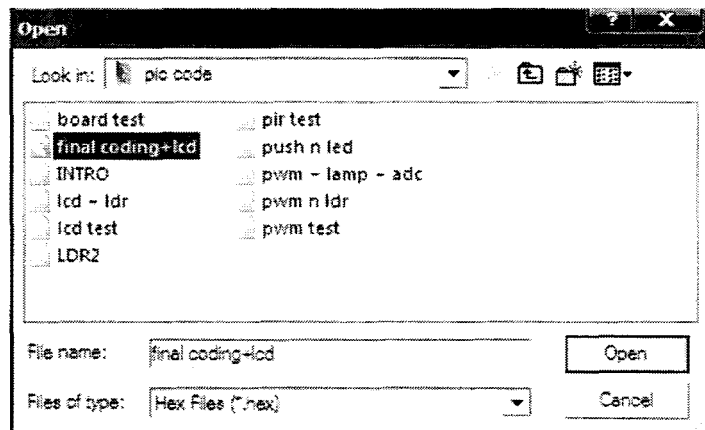 Open
? X
Look in: pic code
board test
final coding+lcd
INTRO
lcd - ldr
lcd test
LDR2
pir test
push n led
pwm - lamp - adc
pwm n ldr
pwm test
File name: final coding+lcd Open
Files of type: Hex Files (*.hex) Cancel